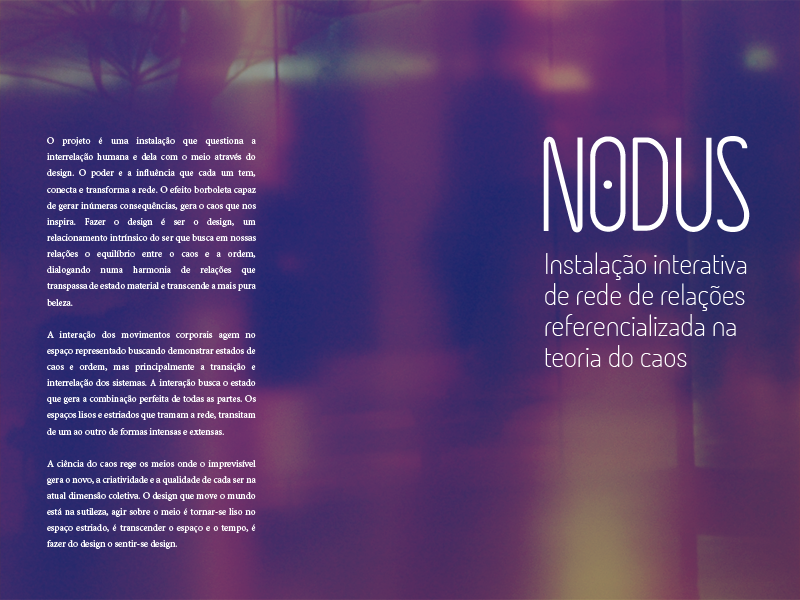 O projeto é uma instalação que questiona a
interrelação humana e dela com o meio através do
design. O poder e a influência que cada um tem,
conecta e transforma a rede. O efeito borboleta capaz
de gerar inúmeras consequências, gera o caos que nos
inspira. Fazer o design é ser o design, um
relacionamento intrínsico do ser que busca em nossas
relações o equilíbrio entre o caos e a ordem,
dialogando numa harmonia de relações que
transpassa de estado material e transcende a mais pura
beleza.
A interação dos movimentos corporais agem no
espaço representado buscando demonstrar estados de
caos e ordem, mas principalmente a transição e
interrelação dos sistemas. A interação busca o estado
que gera a combinação perfeita de todas as partes. Os
espaços lisos e estriados que tramam a rede, transitam
de um ao outro de formas intensas e extensas.
A ciência do caos rege os meios onde o imprevisível
gera o novo, a criatividade e a qualidade de cada ser na
atual dimensão coletiva. O design que move o mundo
está na sutileza, agir sobre o meio é tornar-se liso no
espaço estriado, é transcender o espaço e o tempo, é
fazer do design o sentir-se design.
NODUS
Instalação interativa
de rede de relações
referencializada na
teoria do caos